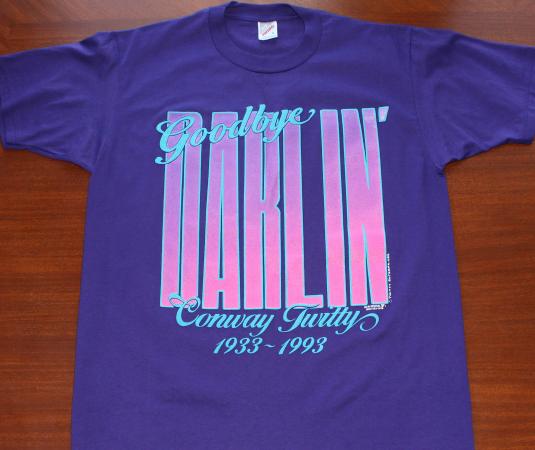 Goodbye
DARLIN'
Conway Twitty
1933~1993